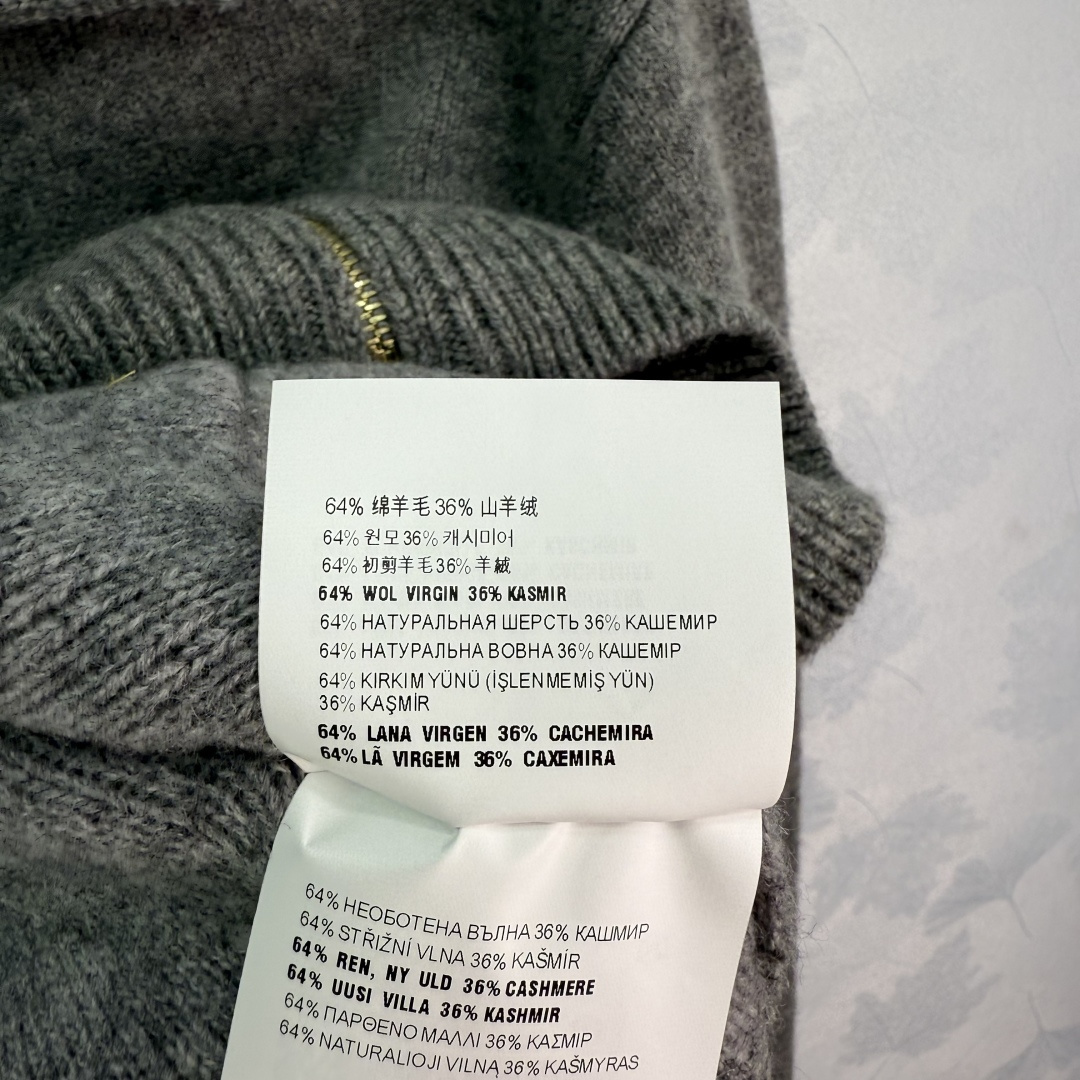 64% 绵羊毛 36% 山羊绒
64% 원모 36% 캐시미어
64% 初剪羊毛 36% 羊絨
64% WOL VIRGIN 36% KASMIR
64% НАТУРАЛЬНАЯ ШЕРСТЬ 36% КАШЕМИР
64% НАТУРАЛЬНА ВОВНА 36% КАШЕМІР
64% KIRKIM YÜNÜ (İŞLENMEMİŞ YÜN)
36% KAŞMİR
64% LANA VIRGEN 36% CACHEMIRA
64% LÃ VIRGEM 36% CAXEMIRA
64% НЕОБОТЕНА ВЪЛНА 36% КАШМИР
64% STŘIŽNÍ VLNA 36% KAŠMÍR
64% REN, NY ULD 36% CASHMERE
64% UUSI VILLA 36% KASHMIR
64% ΠΑΡΘΕΝΟ ΜΑΛΛΙ 36% ΚΑΣΜΙΡ
64% NATURALIOJI VILNA 36% KAŠMYRAS